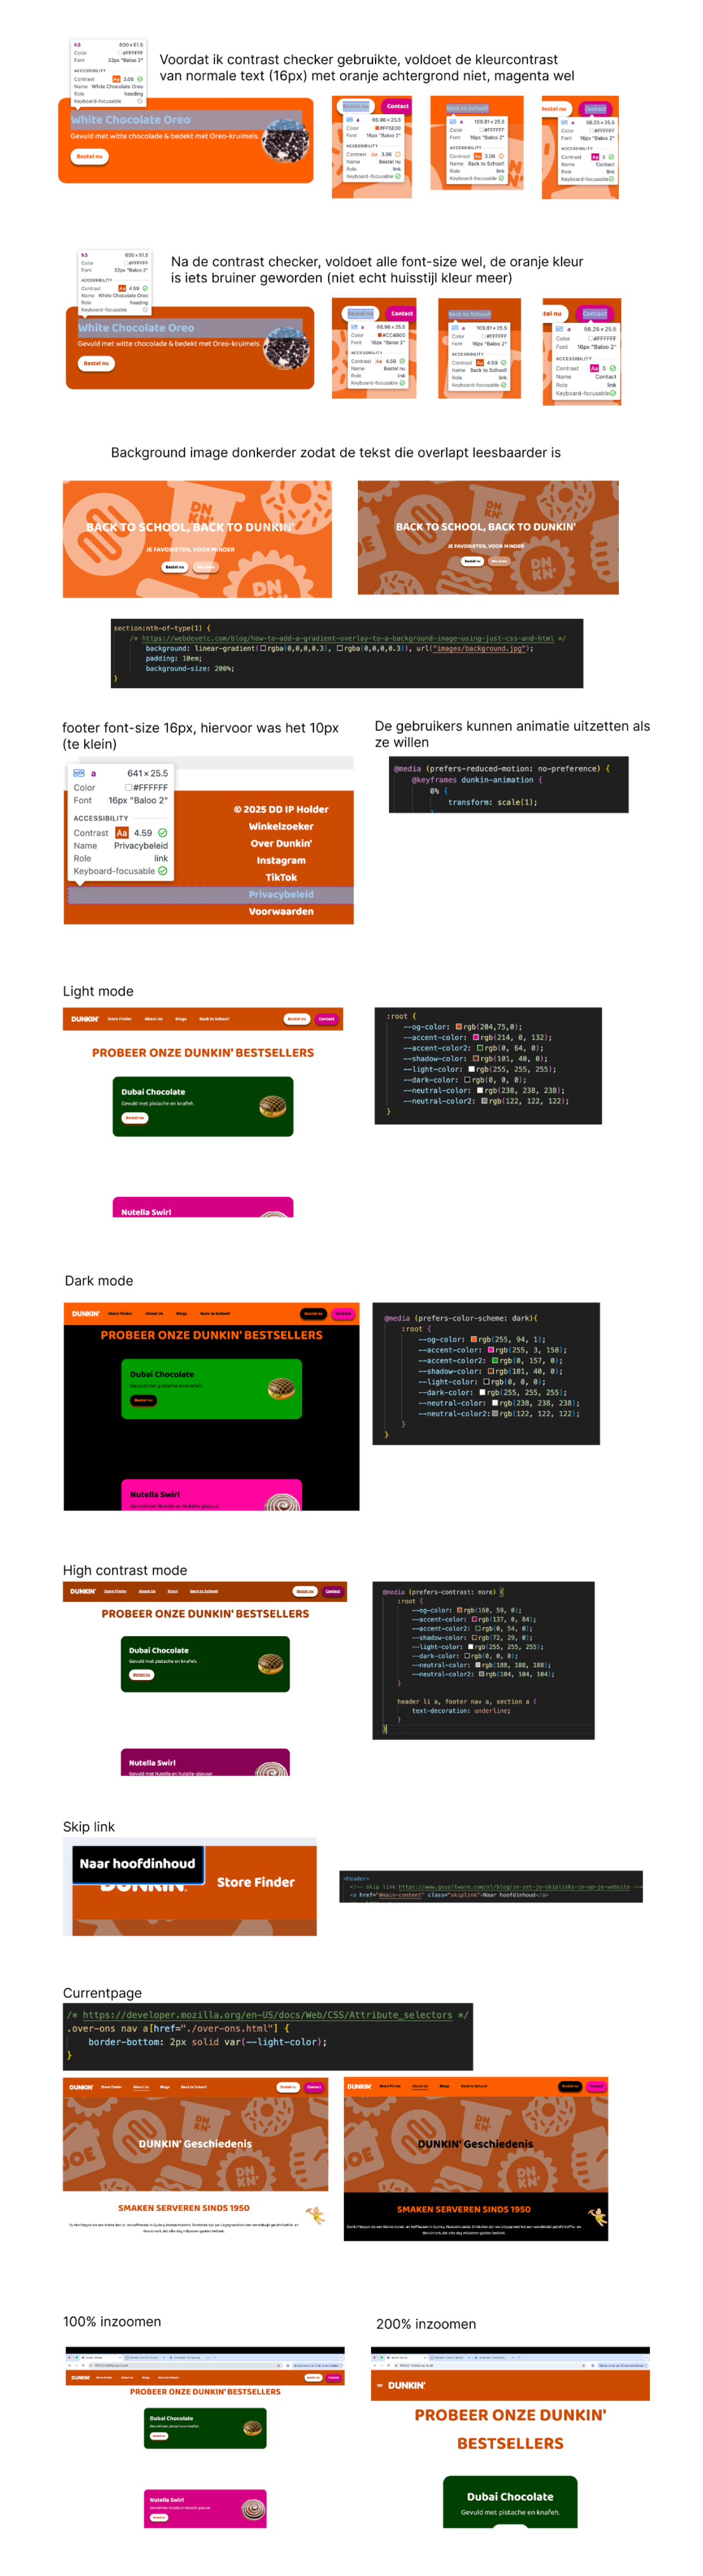 Voordat ik contrast checker gebruikte, voldoet de kleurcontrast
van normale text (16px) met oranje achtergrond niet, magenta wel
h3 600×51.5
Color #FFFFFF
Font 32px "Baloo 2"
ACCESSIBILITY
Contrast Aa 3.06
Name White Chocolate Oreo
Role heading
Keyboard-focusable
White Chocolate Oreo
Gevuld met witte chocolade & bedekt met Oreo-kruimels.
Bestel nu
Bestel nu Contact
a 66.98×25.5
Color #FF5E00
Font 16px "Baloo 2"
ACCESSIBILITY
Contrast Aa 3.06
Name Bestel nu
Role link
Keyboard-focusable
Back to School!
a 109.81×25.5
Color #FFFFFF
Font 16px "Baloo 2"
ACCESSIBILITY
Contrast Aa 3.06
Name Back to School!
Role link
Keyboard-focusable
Bestel nu Contact
a 56.25×25.5
Color #FFFFFF
Font 16px "Baloo 2"
ACCESSIBILITY
Contrast Aa 5
Name Contact
Role link
Keyboard-focusable
Na de contrast checker, voldoet alle font-size wel, de oranje kleur
is iets bruiner geworden (niet echt huisstijl kleur meer)
h3 600×51.5
Color #FFFFFF
Font 32px "Baloo 2"
ACCESSIBILITY
Contrast Aa 4.59
Name White Chocolate Oreo
Role heading
Keyboard-focusable
White Chocolate Oreo
Gevuld met witte chocolade & bedekt met Oreo-kruimels.
Bestel nu
Bestel nu Contact
a 66.98×25.5
Color #CC4B00
Font 16px "Baloo 2"
ACCESSIBILITY
Contrast Aa 4.59
Name Bestel nu
Role link
Keyboard-focusable
Back to School!
a 109.81×25.5
Color #FFFFFF
Font 16px "Baloo 2"
ACCESSIBILITY
Contrast Aa 4.59
Name Back to School!
Role link
Keyboard-focusable
tel nu Contact
a 56.25×25.5
Color #FFFFFF
Font 16px "Baloo 2"
ACCESSIBILITY
Contrast Aa 5
Name Contact
Role link
Keyboard-focusable
Background image donkerder zodat de tekst die overlapt leesbaarder is
BACK TO SCHOOL, BACK TO DUNKIN'
JE FAVORIETEN, VOOR MINDER
Bestel nu
BACK TO SCHOOL, BACK TO DUNKIN'
JE FAVORIETEN, VOOR MINDER
Bestel nu
section:nth-of-type(1) {
/* https://webdevetc.com/blog/how-to-add-a-gradient-overlay-to-a-background-image-using-just-css-and-html */
background: linear-gradient(rgba(0,0,0,0.3), rgba(0,0,0,0.3)), url("images/background.jpg");
padding: 10em;
background-size: 200%;
}
footer font-size 16px, hiervoor was het 10px
(te klein)
a 641×25.5
Color #FFFFFF
Font 16px "Baloo 2"
ACCESSIBILITY
Contrast Aa 4.59
Name Privacybeleid
Role link
Keyboard-focusable
© 2025 DD IP Holder
Winkelzoeker
Over Dunkin'
Instagram
TikTok
Privacybeleid
Voorwaarden
De gebruikers kunnen animatie uitzetten als
ze willen
@media (prefers-reduced-motion: no-preference) {
@keyframes dunkin-animation {
0% {
transform: scale(1);
Light mode
DUNKIN' Store Finder About Us Blogs Back to School! Bestel nu Contact
PROBEER ONZE DUNKIN' BESTSELLERS
Dubai Chocolate
Gevuld met pistache en knafeh.
Bestel nu
Nutella Swirl
:root {
--og-color: rgb(204,75,0);
--accent-color: rgb(214, 0, 132);
--accent-color2: rgb(0, 64, 0);
--shadow-color: rgb(101, 40, 0);
--light-color: rgb(255, 255, 255);
--dark-color: rgb(0, 0, 0);
--neutral-color: rgb(238, 238, 238);
--neutral-color2: rgb(122, 122, 122);
}
Dark mode
DUNKIN' Store Finder About Us Blogs Back to School! Bestel nu Contact
PROBEER ONZE DUNKIN' BESTSELLERS
Dubai Chocolate
Gevuld met pistache en knafeh.
Bestel nu
Nutella Swirl
Gevuld met Nutella en Nutella-glazuur.
@media (prefers-color-scheme: dark){
:root {
--og-color: rgb(255, 94, 1);
--accent-color: rgb(255, 3, 158);
--accent-color2: rgb(0, 157, 0);
--shadow-color: rgb(101, 40, 0);
--light-color: rgb(0, 0, 0);
--dark-color: rgb(255, 255, 255);
--neutral-color: rgb(238, 238, 238);
--neutral-color2: rgb(122, 122, 122);
}
}
High contrast mode
DUNKIN' Store Finder About Us Blogs Back to School! Bestel nu Contact
PROBEER ONZE DUNKIN' BESTSELLERS
Dubai Chocolate
Gevuld met pistache en knafeh.
Bestel nu
Nutella Swirl
Gevuld met Nutella en Nutella-glazuur.
@media (prefers-contrast: more) {
:root {
--og-color: rgb(160, 59, 0);
--accent-color: rgb(137, 0, 84);
--accent-color2: rgb(0, 54, 0);
--shadow-color: rgb(72, 29, 0);
--light-color: rgb(255, 255, 255);
--dark-color: rgb(0, 0, 0);
--neutral-color: rgb(188, 188, 188);
--neutral-color2: rgb(104, 104, 104);
}
header li a, footer nav a, section a {
text-decoration: underline;
}
}
Skip link
Naar hoofdinhoud
DUNKIN' Store Finder
<header>
<!-- skip link https://www.gxsoftware.com/nl/blog/zo-zet-je-skiplinks-in-op-je-website -->
<a href="#main-content" class="skiplink">Naar hoofdinhoud</a>
Currentpage
/* https://developer.mozilla.org/en-US/docs/Web/CSS/Attribute_selectors */
.over-ons nav a[href="./over-ons.html"] {
border-bottom: 2px solid var(--light-color);
}
DUNKIN' Store Finder About Us Blogs Back to School! Bestel nu Contact
DUNKIN' Geschiedenis
SMAKEN SERVEREN SINDS 1950
DUNKIN' Store Finder About Us Blogs Back to School! Bestel nu Contact
DUNKIN' Geschiedenis
SMAKEN SERVEREN SINDS 1950
100% inzoomen
DUNKIN' Store Finder About Us Blogs Back to School!
PROBEER ONZE DUNKIN' BESTSELLERS
Dubai Chocolate
Gevuld met pistache en knafeh.
Bestel nu
Nutella Swirl
Gevuld met Nutella en Nutella-glazuur.
Bestel nu
200% inzoomen
DUNKIN'
PROBEER ONZE DUNKIN'
BESTSELLERS
Dubai Chocolate
Gevuld met pistache en knafeh.